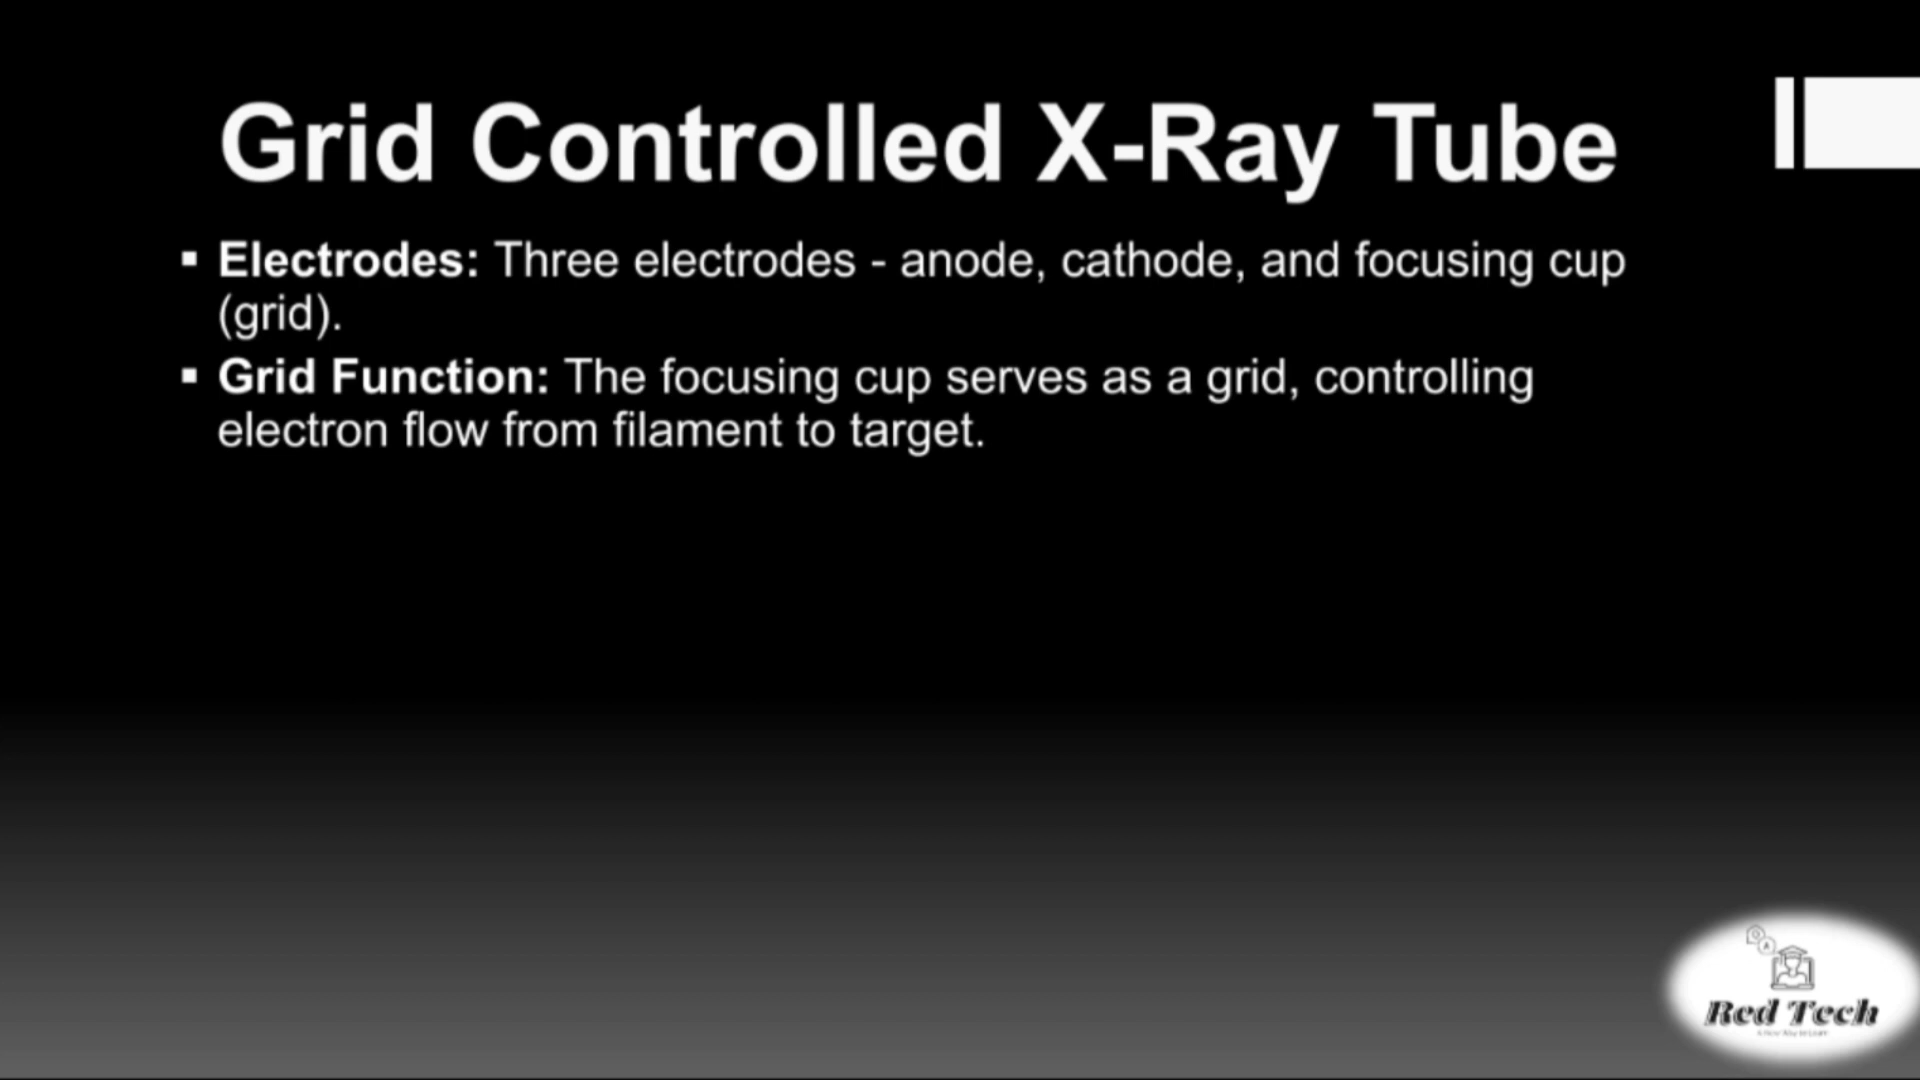 Grid Controlled X-Ray Tube
▪ Electrodes: Three electrodes - anode, cathode, and focusing cup
(grid).
▪ Grid Function: The focusing cup serves as a grid, controlling
electron flow from filament to target.
Q
A
Red Tech